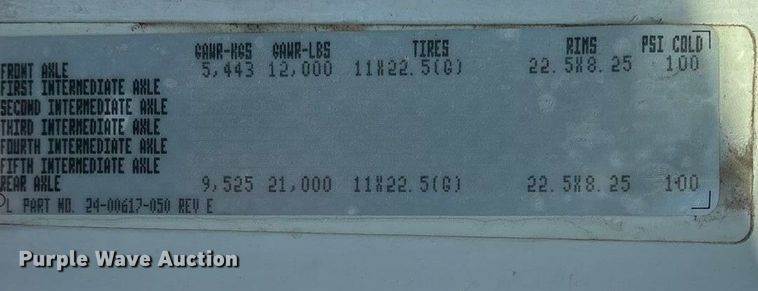 GAWR-KGS GAWR-LBS TIRES RIMS PSI COLD
FRONT AXLE 5,443 12,000 11X22.5(G) 22.5X8.25 100
FIRST INTERMEDIATE AXLE
SECOND INTERMEDIATE AXLE
THIRD INTERMEDIATE AXLE
FOURTH INTERMEDIATE AXLE
FIFTH INTERMEDIATE AXLE
REAR AXLE 9,525 21,000 11X22.5(G) 22.5X8.25 100
L PART NO. 24-00617-050 REV E
Purple Wave Auction